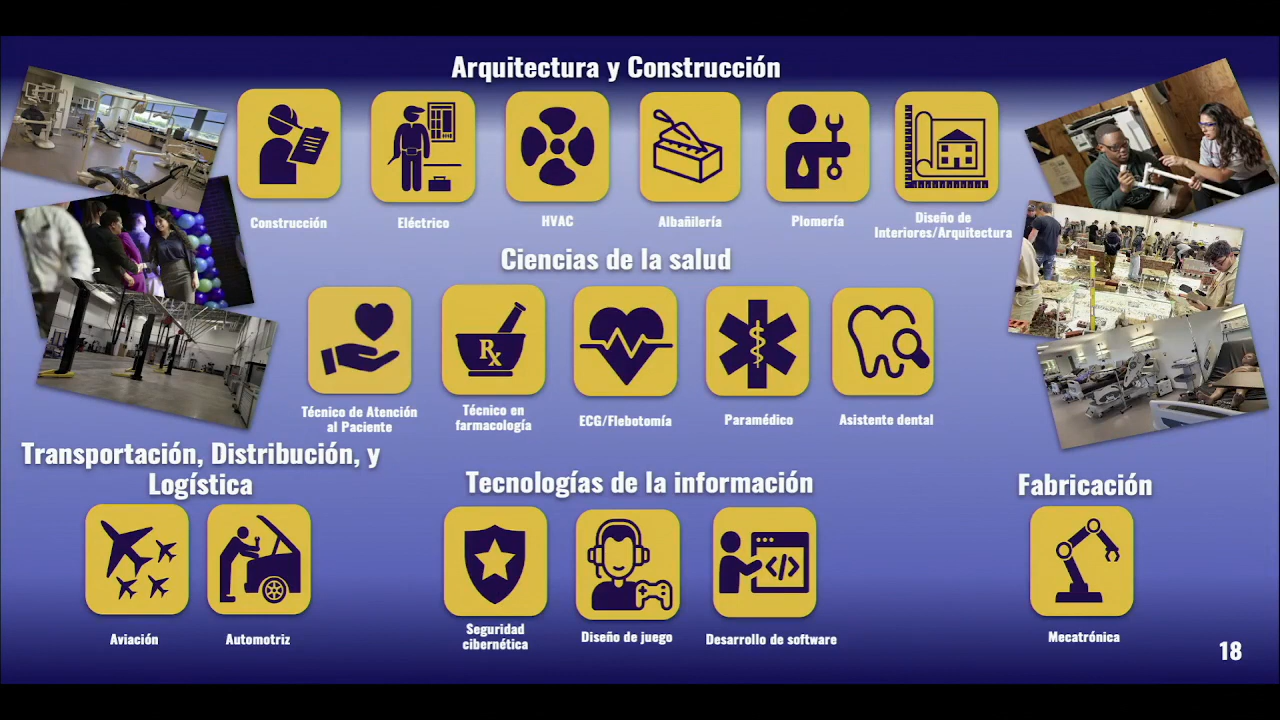 Arquitectura y Construcción
Construcción
Eléctrico
HVAC
Albañilería
Plomería
Diseño de
Interiores/Arquitectura
Ciencias de la salud
Técnico de Atención
al Paciente
Técnico en
farmacología
ECG/Flebotomía
Paramédico
Asistente dental
Rx
Transportación, Distribución, y
Logística
Aviación
Automotriz
Tecnologías de la información
Seguridad
cibernética
Diseño de juego
Desarrollo de software
</>
Fabricación
Mecatrónica
18